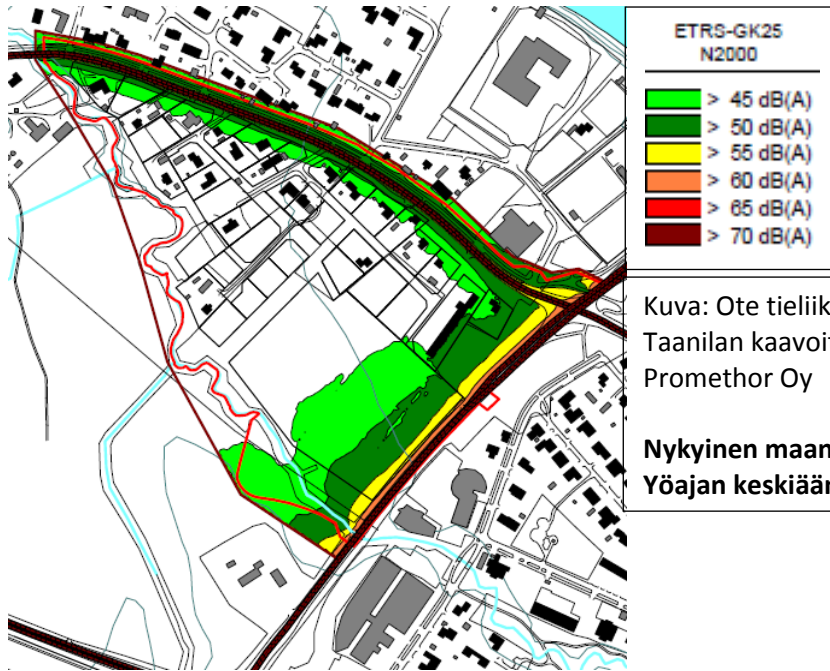 ETRS-GK25
N2000
> 45 dB(A)
> 50 dB(A)
> 55 dB(A)
> 60 dB(A)
> 65 dB(A)
> 70 dB(A)
Kuva: Ote tieliik
Taanilan kaavoit
Promethor Oy
Nykyinen maan
Yöajan keskiään